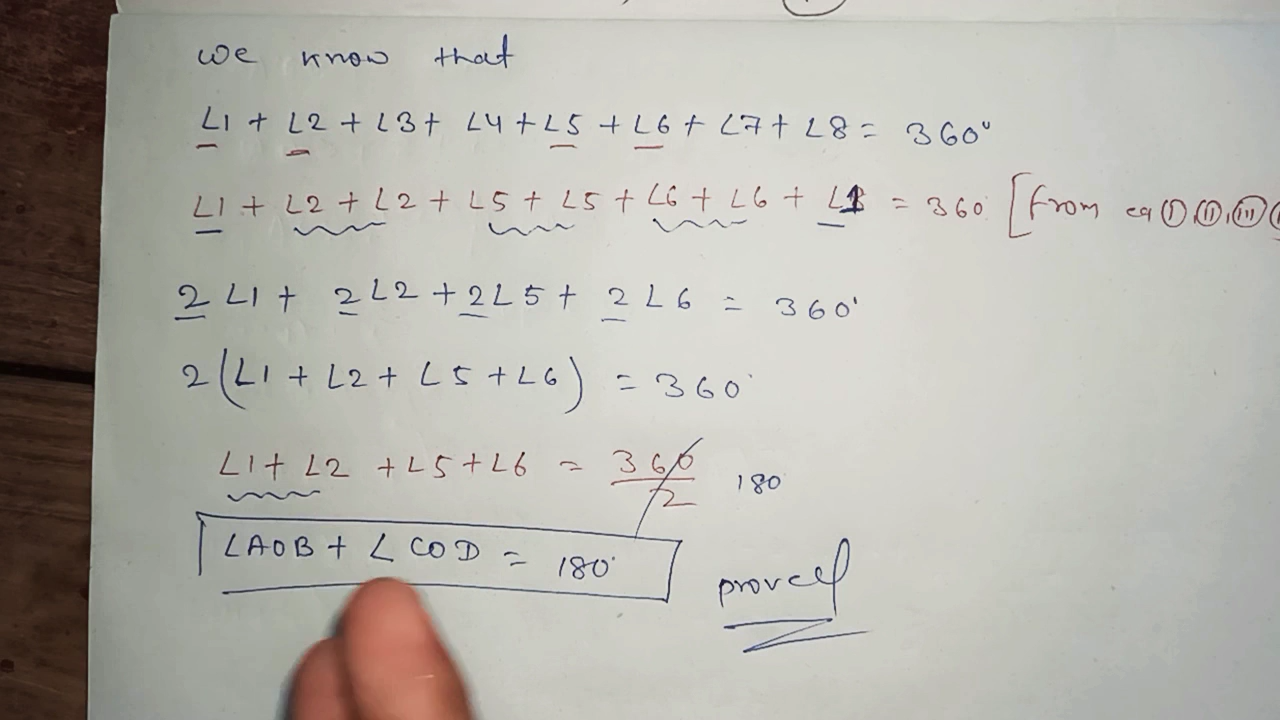 we know that
∠1 + ∠2 + ∠3 + ∠4 + ∠5 + ∠6 + ∠7 + ∠8 = 360°
∠1 + ∠2 + ∠2 + ∠5 + ∠5 + ∠6 + ∠6 + ∠1 = 360 [from eq (I) (II), (III)
2∠1 + 2∠2 + 2∠5 + 2∠6 = 360°
2(∠1 + ∠2 + ∠5 + ∠6) = 360°
∠1 + ∠2 + ∠5 + ∠6 = 360/2 180
∠AOB + ∠COD = 180°
proved